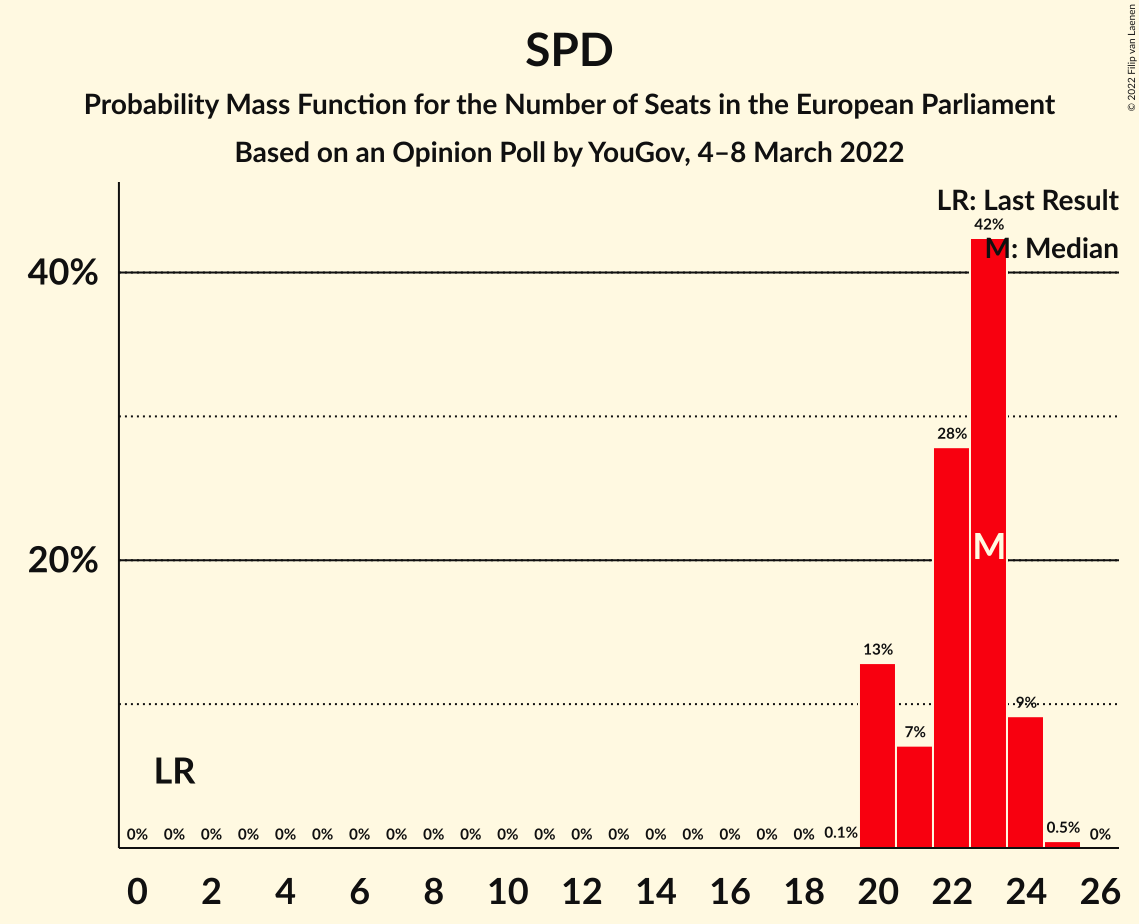 SPD
Probability Mass Function for the Number of Seats in the European Parliament
Based on an Opinion Poll by YouGov, 4–8 March 2022
© 2022 Filip van Laenen
LR: Last Result
42%
M: Median
40%
28%
M
20%
13%
9%
7%
LR
0% 0% 0% 0% 0% 0% 0% 0% 0% 0% 0% 0% 0% 0% 0% 0% 0% 0% 0% 0.1% 0.5% 0%
0 2 4 6 8 10 12 14 16 18 20 22 24 26